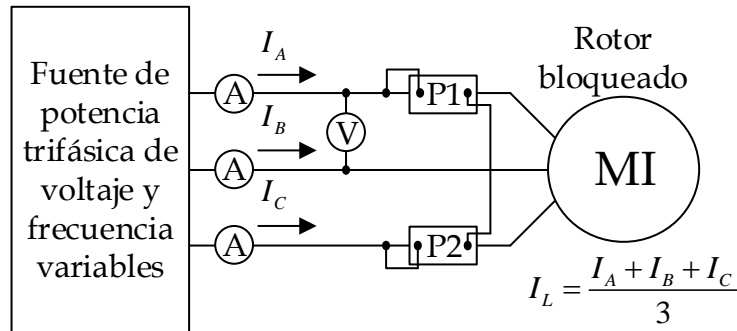 Fuente de
potencia
trifásica de
voltaje y
frecuencia
variables
I_A
A
I_B
A
I_C
A
V
P1
P2
Rotor
bloqueado
MI
I_L = (I_A + I_B + I_C) / 3